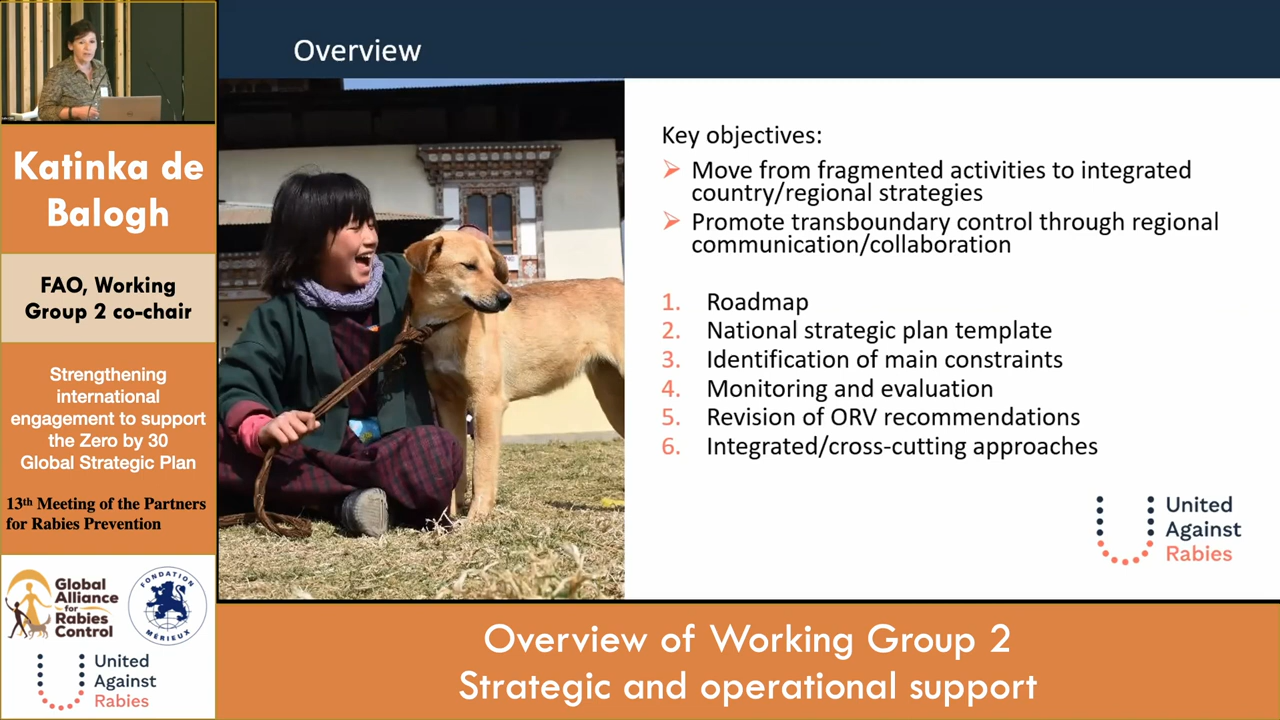 Katinka de
Balogh
FAO, Working
Group 2 co-chair
Strengthening
international
engagement to support
the Zero by 30
Global Strategic Plan
13th Meeting of the Partners
for Rabies Prevention
Global
Alliance
for
Rabies
Control
FONDATION
MÉRIEUX
United
Against
Rabies
Overview
Key objectives:
➢ Move from fragmented activities to integrated
country/regional strategies
➢ Promote transboundary control through regional
communication/collaboration
1. Roadmap
2. National strategic plan template
3. Identification of main constraints
4. Monitoring and evaluation
5. Revision of ORV recommendations
6. Integrated/cross-cutting approaches
United
Against
Rabies
Overview of Working Group 2
Strategic and operational support